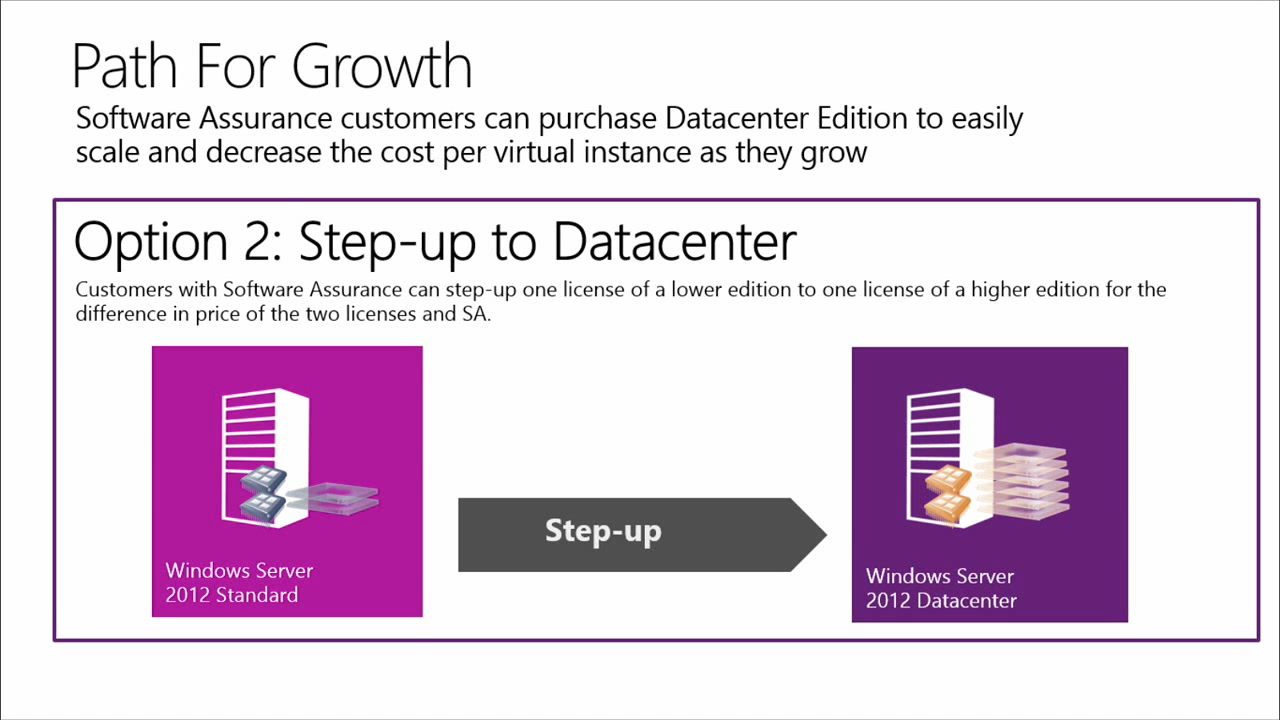 Path For Growth
Software Assurance customers can purchase Datacenter Edition to easily
scale and decrease the cost per virtual instance as they grow
Option 2: Step-up to Datacenter
Customers with Software Assurance can step-up one license of a lower edition to one license of a higher edition for the
difference in price of the two licenses and SA.
Step-up
Windows Server
2012 Standard
Windows Server
2012 Datacenter